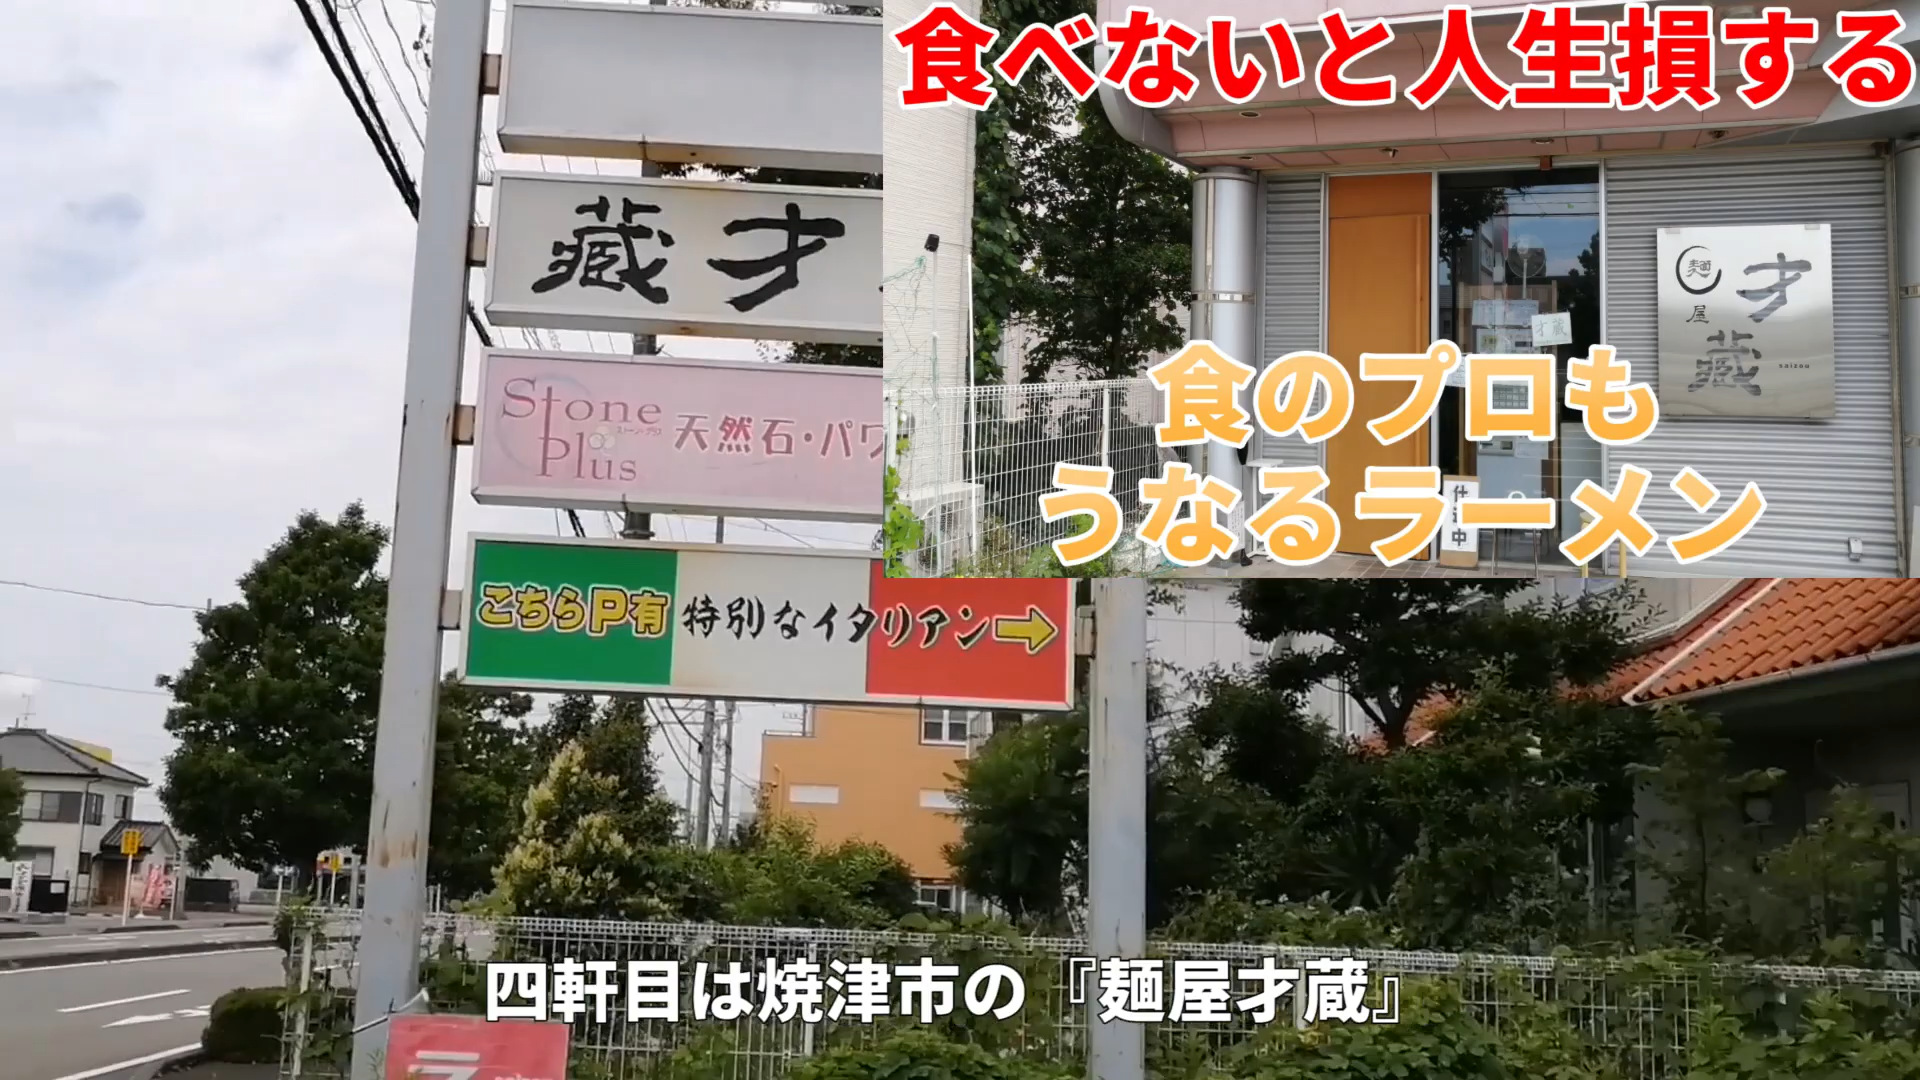 食べないと人生損する
藏才
麺
屋
才
蔵
saizou
才蔵
食のプロも
うなるラーメン
Stone
ストーン・プラス
Plus
天然石・パワ
こちらP有 特別なイタリアン→
四軒目は焼津市の『麺屋才蔵』
ラ